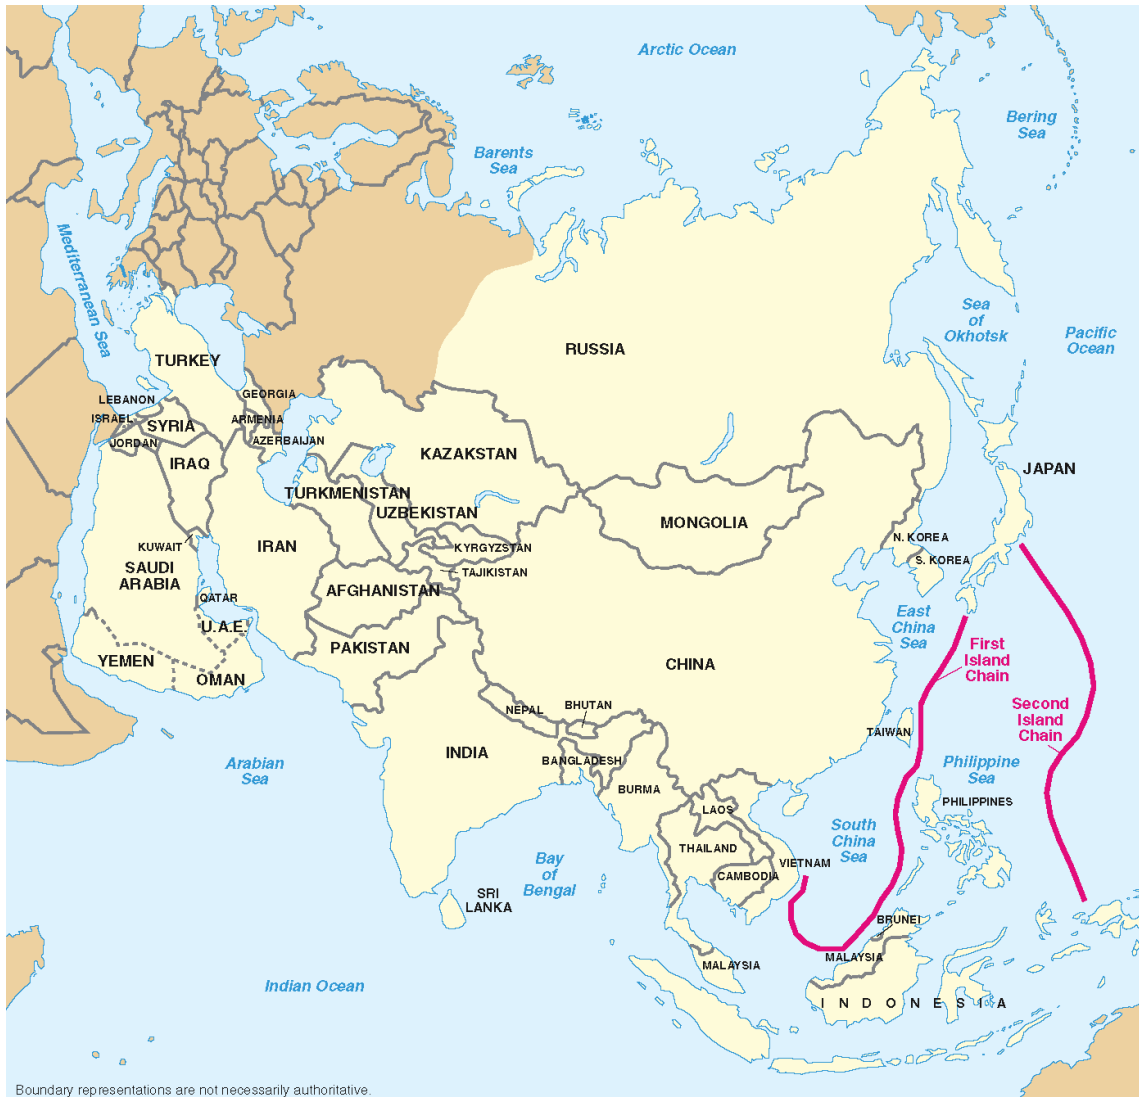 Arctic Ocean
Bering
Sea
Barents
Sea
Mediterranean Sea
Sea
of
Okhotsk
Pacific
Ocean
RUSSIA
TURKEY
GEORGIA
LEBANON
ISRAEL
SYRIA
ARMENIA
JORDAN
AZERBAIJAN
IRAQ
KAZAKSTAN
JAPAN
TURKMENISTAN
UZBEKISTAN
MONGOLIA
KUWAIT
IRAN
KYRGYZSTAN
N. KOREA
S. KOREA
SAUDI
ARABIA
TAJIKISTAN
AFGHANISTAN
QATAR
U.A.E.
East
China
Sea
PAKISTAN
YEMEN
OMAN
CHINA
First
Island
Chain
NEPAL
BHUTAN
Second
Island
Chain
TAIWAN
INDIA
BANGLADESH
Arabian
Sea
Philippine
Sea
BURMA
LAOS
PHILIPPINES
South
China
Sea
THAILAND
VIETNAM
CAMBODIA
Bay
of
Bengal
SRI
LANKA
BRUNEI
MALAYSIA
MALAYSIA
Indian Ocean
INDONESIA
Boundary representations are not necessarily authoritative.